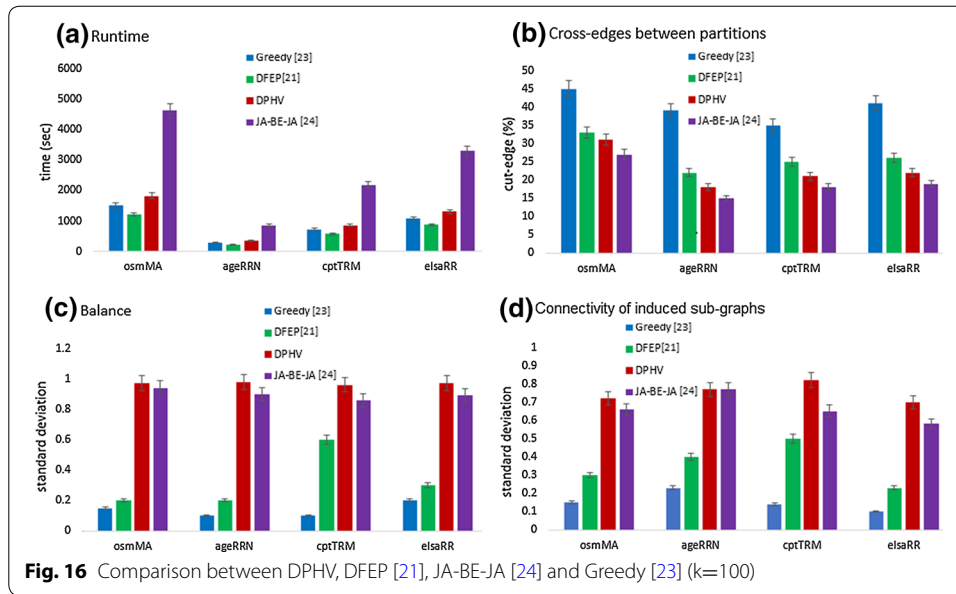 (a) Runtime
Greedy [23]
DFEP[21]
DPHV
JA-BE-JA [24]
time (sec)
6000
5000
4000
3000
2000
1000
0
osmMA ageRRN cptTRM elsaRR
(b) Cross-edges between partitions
Greedy [23]
DFEP[21]
DPHV
JA-BE-JA [24]
cut-edge (%)
50
45
40
35
30
25
20
15
10
5
0
osmMA ageRRN cptTRM elsaRR
(c) Balance
Greedy [23]
DFEP[21]
DPHV
JA-BE-JA [24]
standard deviation
1.2
1
0.8
0.6
0.4
0.2
0
osmMA ageRRN cptTRM elsaRR
(d) Connectivity of induced sub-graphs
Greedy [23]
DFEP[21]
DPHV
JA-BE-JA [24]
standard deviation
1
0.9
0.8
0.7
0.6
0.5
0.4
0.3
0.2
0.1
0
osmMA ageRRN cptTRM elsaRR
Fig. 16 Comparison between DPHV, DFEP [21], JA-BE-JA [24] and Greedy [23] (k=100)